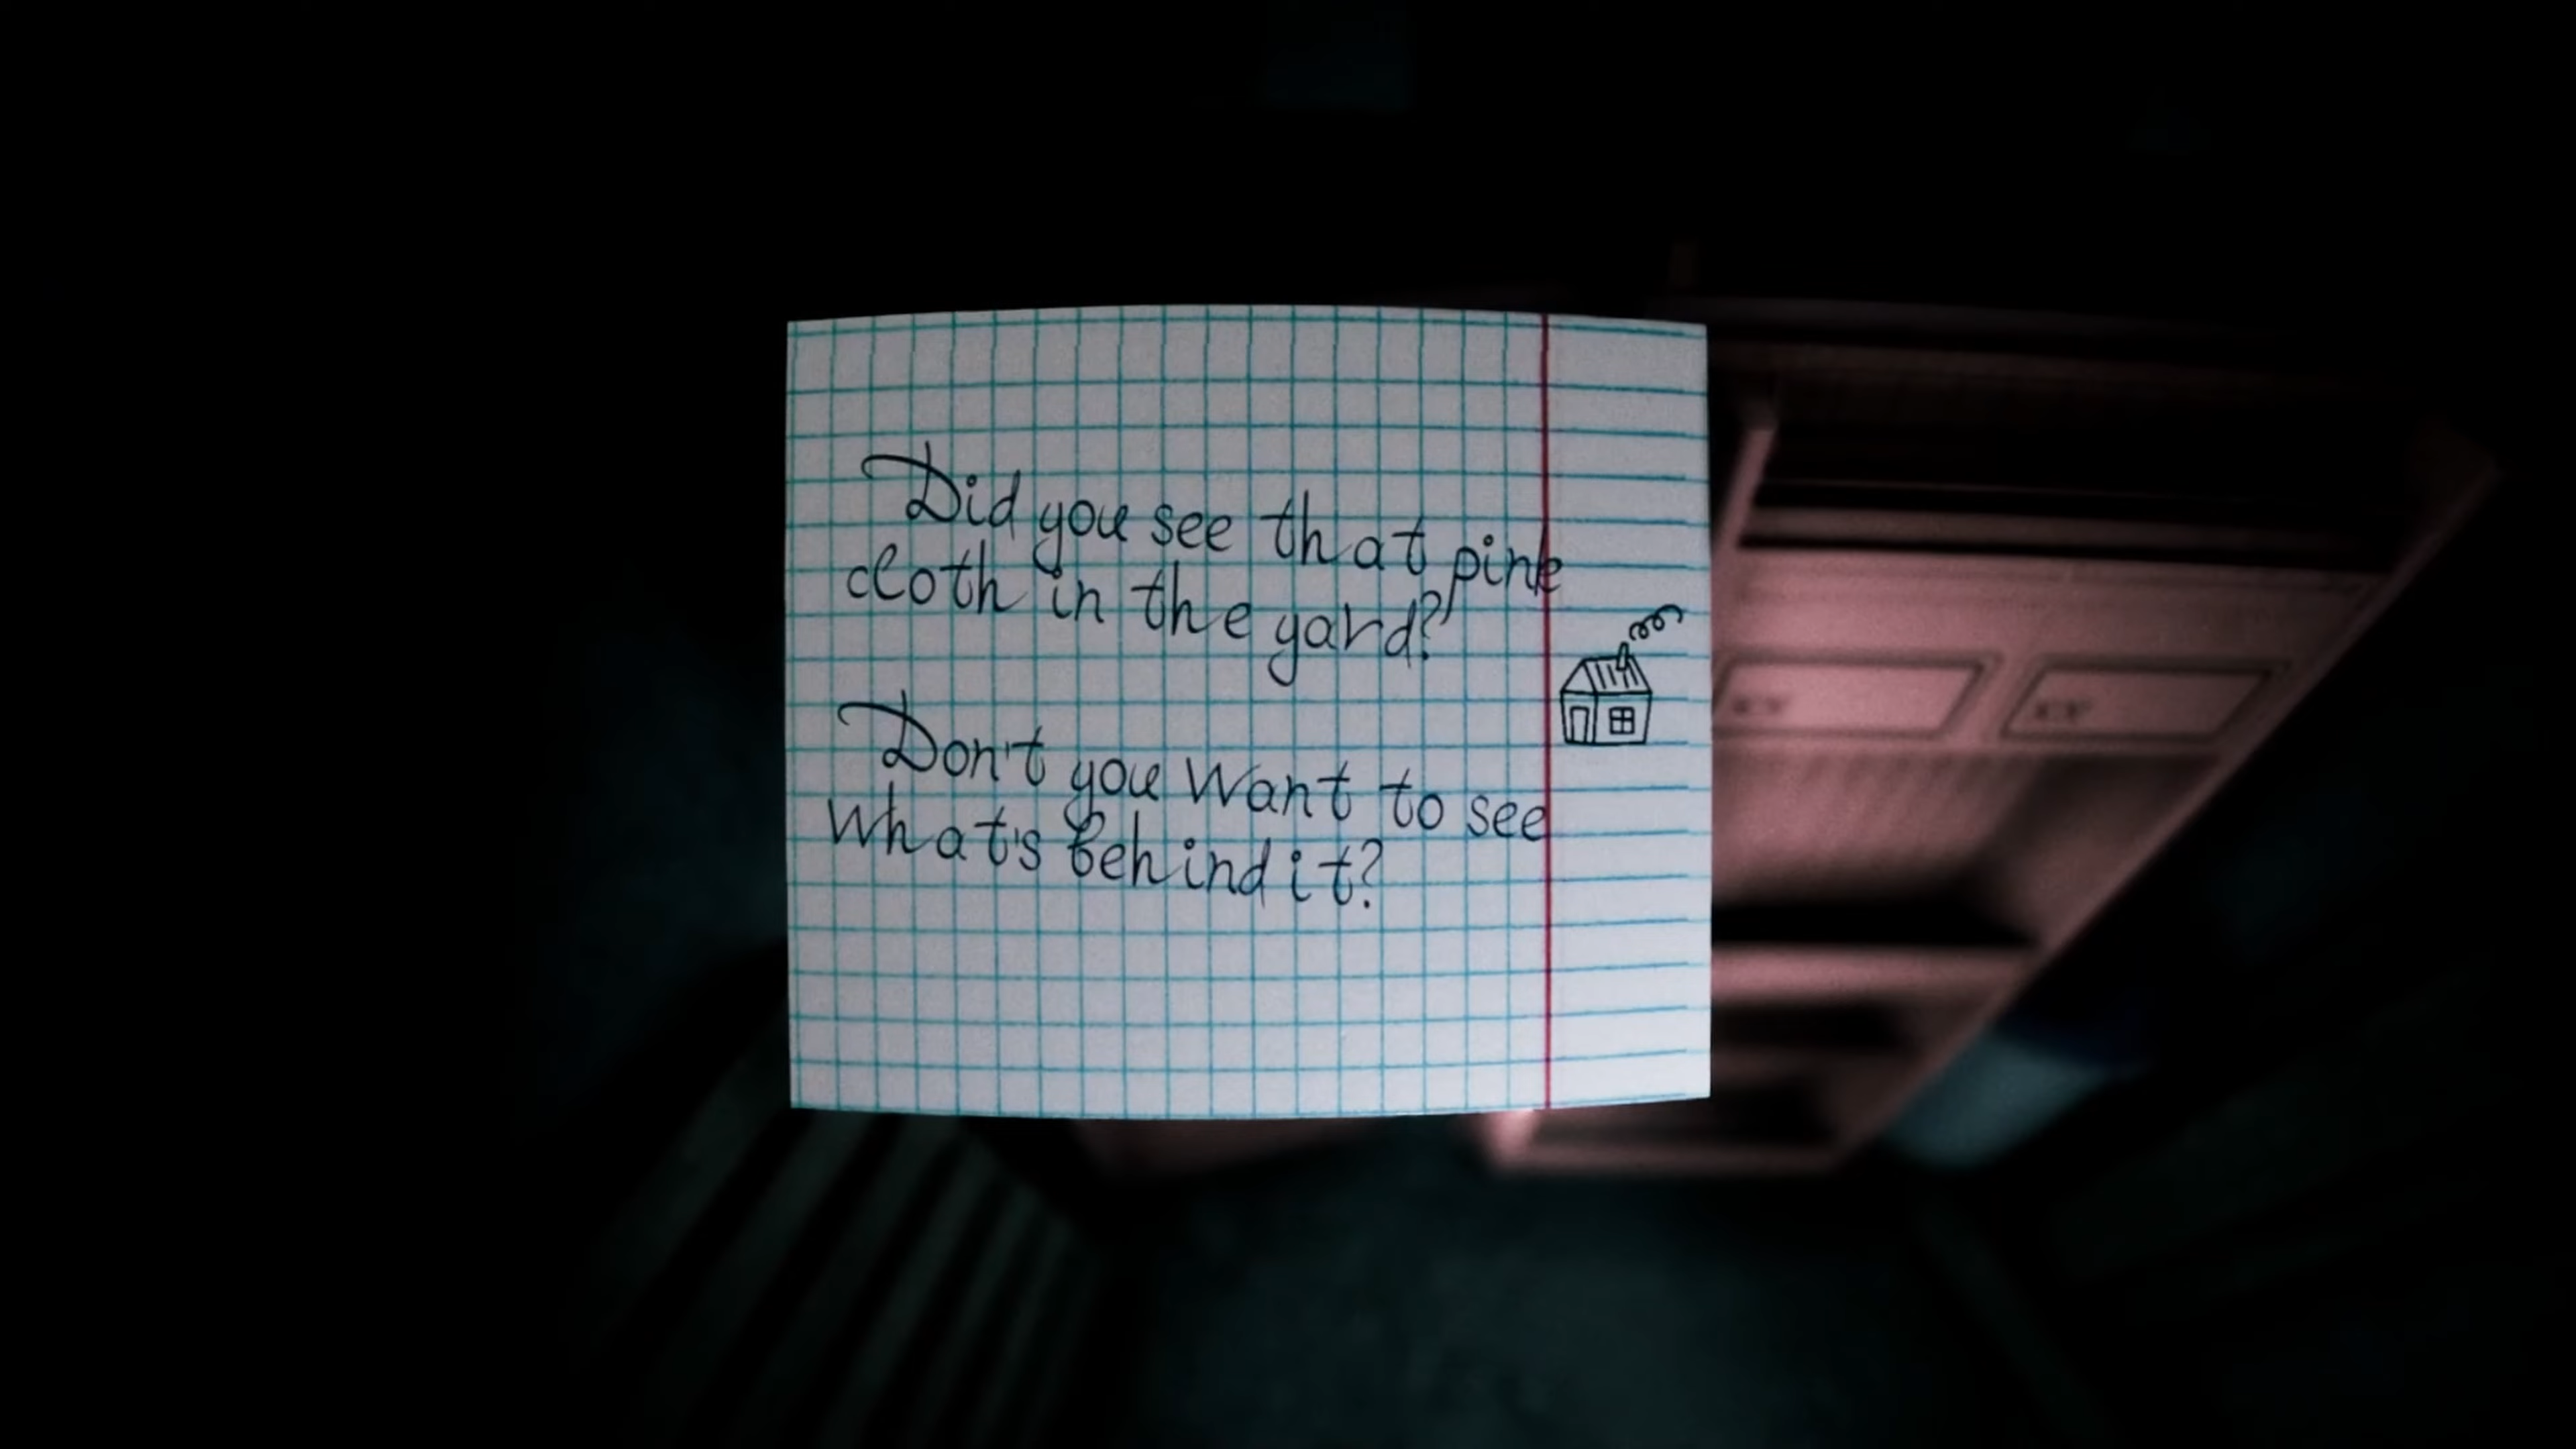 Did you see that pink
cloth in the yard?
Don't you want to see
what's behind it?